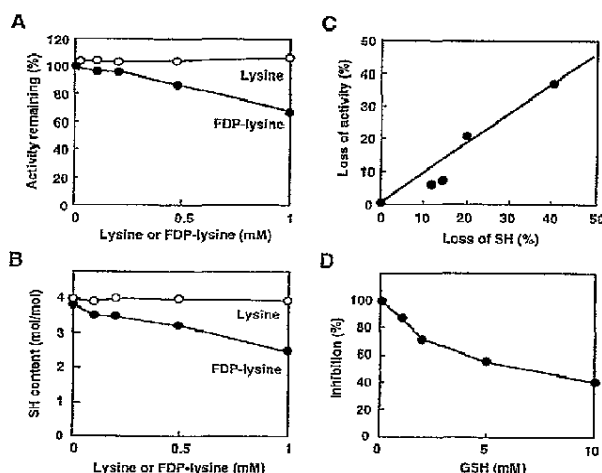 A
Activity remaining (%)
120
100
80
60
40
20
0
Lysine
FDP-lysine
0
0.5
1
Lysine or FDP-lysine (mM)
B
SH content (mol/mol)
4
3
2
1
0
Lysine
FDP-lysine
0
0.5
1
Lysine or FDP-lysine (mM)
C
Loss of activity (%)
50
40
30
20
10
0
0
10
20
30
40
50
Loss of SH (%)
D
Inhibition (%)
100
80
60
40
20
0
0
5
10
GSH (mM)